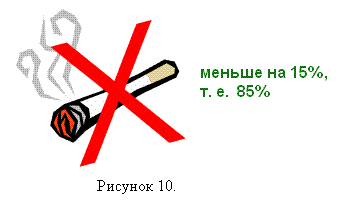 меньше на 15%,
т. е. 85%
Рисунок 10.